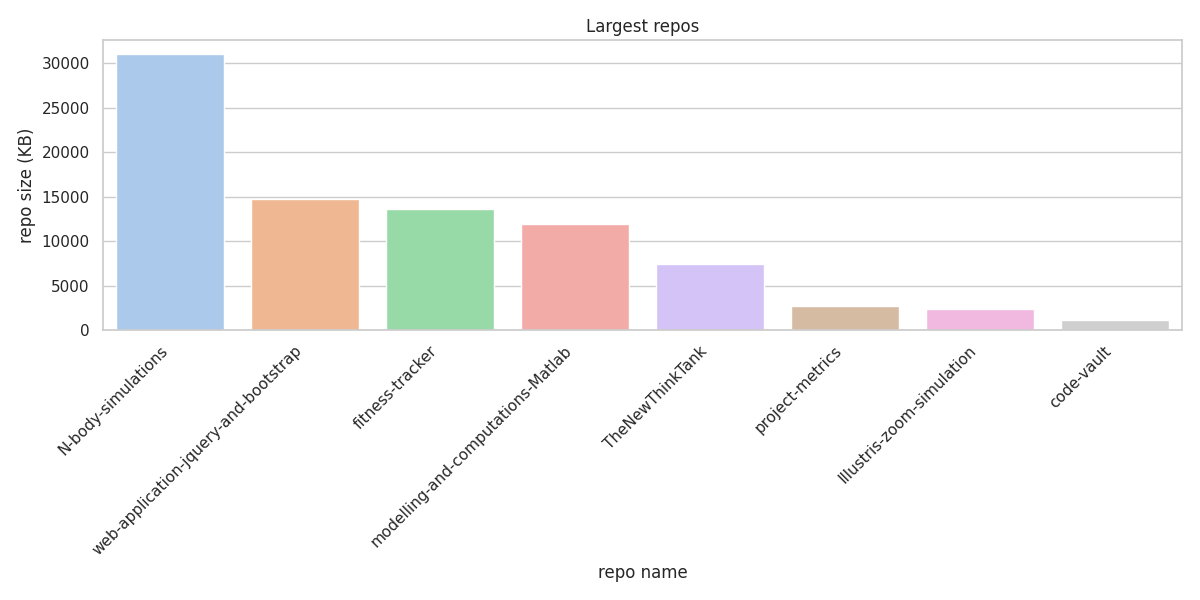 Largest repos
repo size (KB)
30000
25000
20000
15000
10000
5000
0
N-body-simulations
web-application-jquery-and-bootstrap
fitness-tracker
modelling-and-computations-Matlab
TheNewThinkTank
project-metrics
Illustris-zoom-simulation
code-vault
repo name